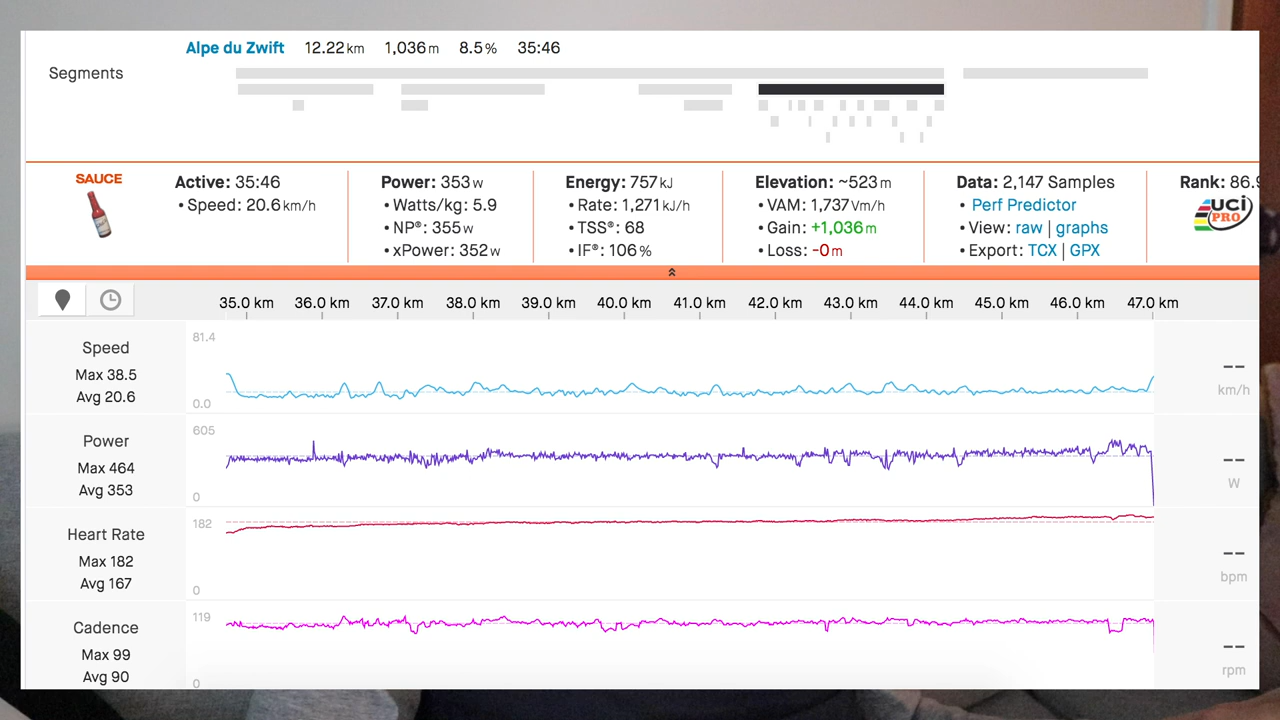 Alpe du Zwift 12.22 km 1,036 m 8.5 % 35:46
Segments
SAUCE
Active: 35:46
• Speed: 20.6 km/h
Power: 353 w
• Watts/kg: 5.9
• NP®: 355 w
• xPower: 352 w
Energy: 757 kJ
• Rate: 1,271 kJ/h
• TSS®: 68
• IF®: 106 %
Elevation: ~523 m
• VAM: 1,737 Vm/h
• Gain: +1,036 m
• Loss: -0 m
Data: 2,147 Samples
• Perf Predictor
• View: raw | graphs
• Export: TCX | GPX
Rank: 86.9
UCI
PRO
35.0 km 36.0 km 37.0 km 38.0 km 39.0 km 40.0 km 41.0 km 42.0 km 43.0 km 44.0 km 45.0 km 46.0 km 47.0 km
Speed
Max 38.5
Avg 20.6
81.4
0.0
--
km/h
Power
Max 464
Avg 353
605
0
--
W
Heart Rate
Max 182
Avg 167
182
0
--
bpm
Cadence
Max 99
Avg 90
119
0
--
rpm